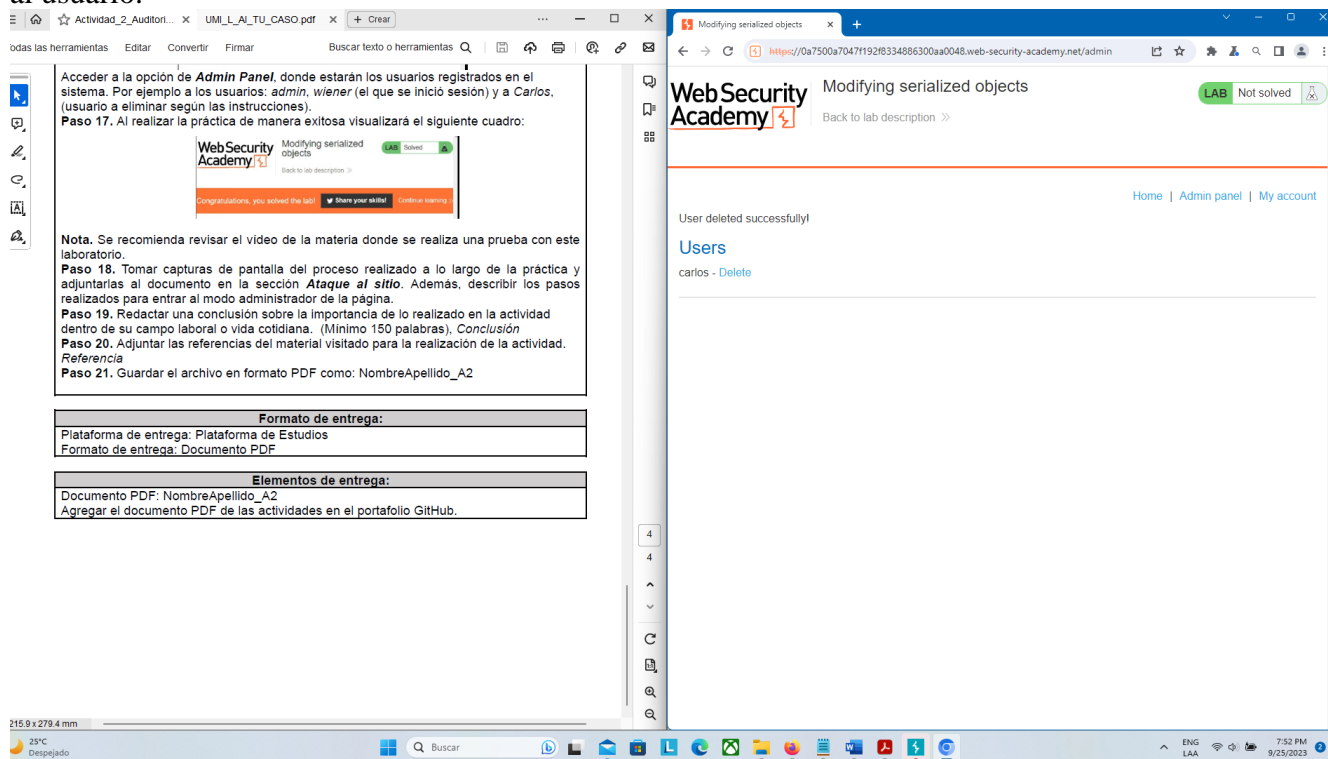 al usuario.
Actividad_2_Auditori...
UMI_L_AI_TU_CASO.pdf
+ Crear
odas las herramientas Editar Convertir Firmar
Buscar texto o herramientas
Acceder a la opción de Admin Panel, donde estarán los usuarios registrados en el
sistema. Por ejemplo a los usuarios: admin, wiener (el que se inició sesión) y a Carlos,
(usuario a eliminar según las instrucciones).
Paso 17. Al realizar la práctica de manera exitosa visualizará el siguiente cuadro:
WebSecurity
Academy
Modifying serialized
objects
Back to lab description >>
LAB Solved
Congratulations, you solved the lab!
Share your skills!
Continue learning
Nota. Se recomienda revisar el vídeo de la materia donde se realiza una prueba con este
laboratorio.
Paso 18. Tomar capturas de pantalla del proceso realizado a lo largo de la práctica y
adjuntarlas al documento en la sección Ataque al sitio. Además, describir los pasos
realizados para entrar al modo administrador de la página.
Paso 19. Redactar una conclusión sobre la importancia de lo realizado en la actividad
dentro de su campo laboral o vida cotidiana. (Mínimo 150 palabras), Conclusión
Paso 20. Adjuntar las referencias del material visitado para la realización de la actividad.
Referencia
Paso 21. Guardar el archivo en formato PDF como: NombreApellido_A2
Formato de entrega:
Plataforma de entrega: Plataforma de Estudios
Formato de entrega: Documento PDF
Elementos de entrega:
Documento PDF: NombreApellido_A2
Agregar el documento PDF de las actividades en el portafolio GitHub.
4
4
215.9 x 279.4 mm
Modifying serialized objects
https://0a7500a7047f192f8334886300aa0048.web-security-academy.net/admin
WebSecurity
Academy
Modifying serialized objects
Back to lab description >>
LAB Not solved
Home | Admin panel | My account
User deleted successfully!
Users
carlos - Delete
25°C
Despejado
Buscar
ENG
LAA
7:52 PM
9/25/2023
2